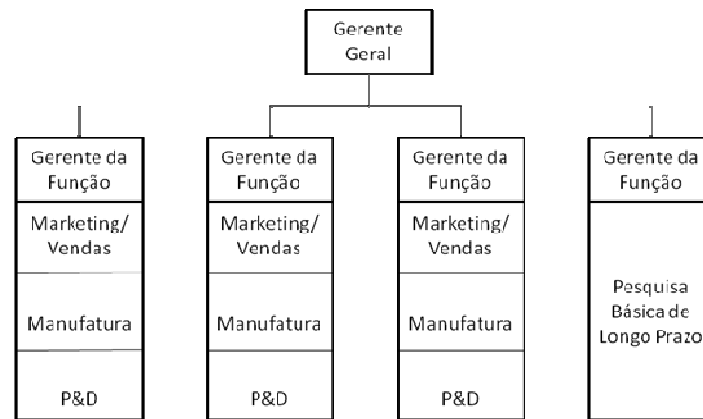 Gerente
Geral
Gerente da
Função
Gerente da
Função
Gerente da
Função
Gerente da
Função
Marketing/
Vendas
Marketing/
Vendas
Marketing/
Vendas
Pesquisa
Básica de
Longo Prazo
Manufatura
Manufatura
Manufatura
P&D
P&D
P&D